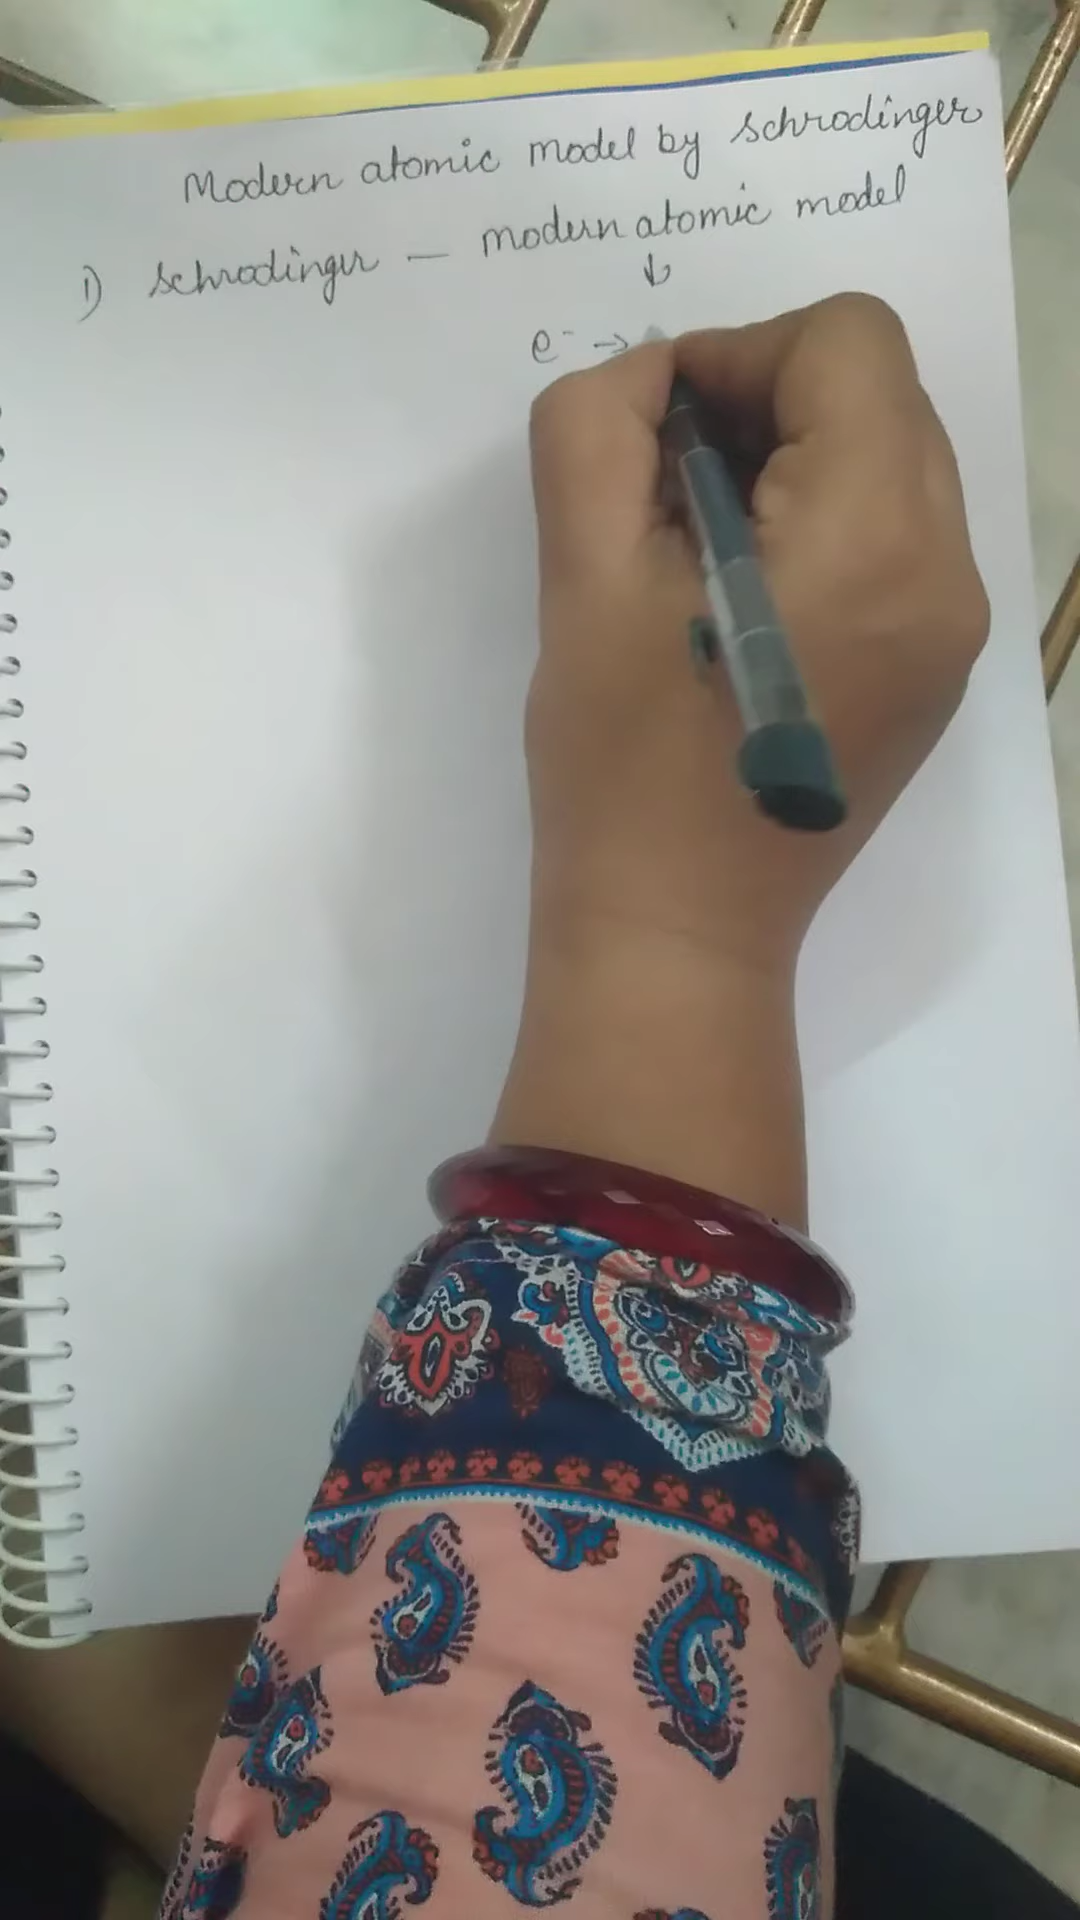 Modern atomic model by schrodinger
1) schrodinger — modern atomic model
↓
e⁻ →